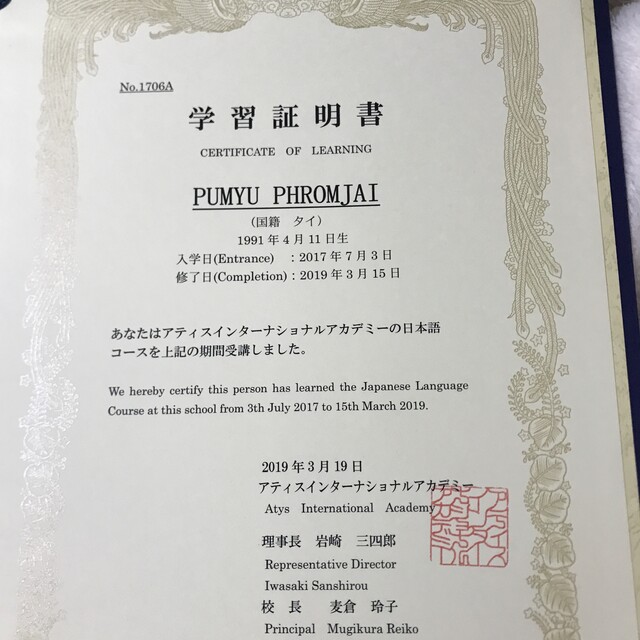 No.1706A
学習証明書
CERTIFICATE OF LEARNING
PUMYU PHROMJAI
(国籍 タイ)
1991年4月11日生
入学日(Entrance) :2017年7月3日
修了日(Completion):2019年3月15日
あなたはアティスインターナショナルアカデミーの日本語
コースを上記の期間受講しました。
We hereby certify this person has learned the Japanese Language
Course at this school from 3th July 2017 to 15th March 2019.
2019年3月19日
アティスインターナショナルアカデミー
Atys International Academy
理事長 岩崎 三四郎
Representative Director
Iwasaki Sanshirou
校 長 麦倉 玲子
Principal Mugikura Reiko